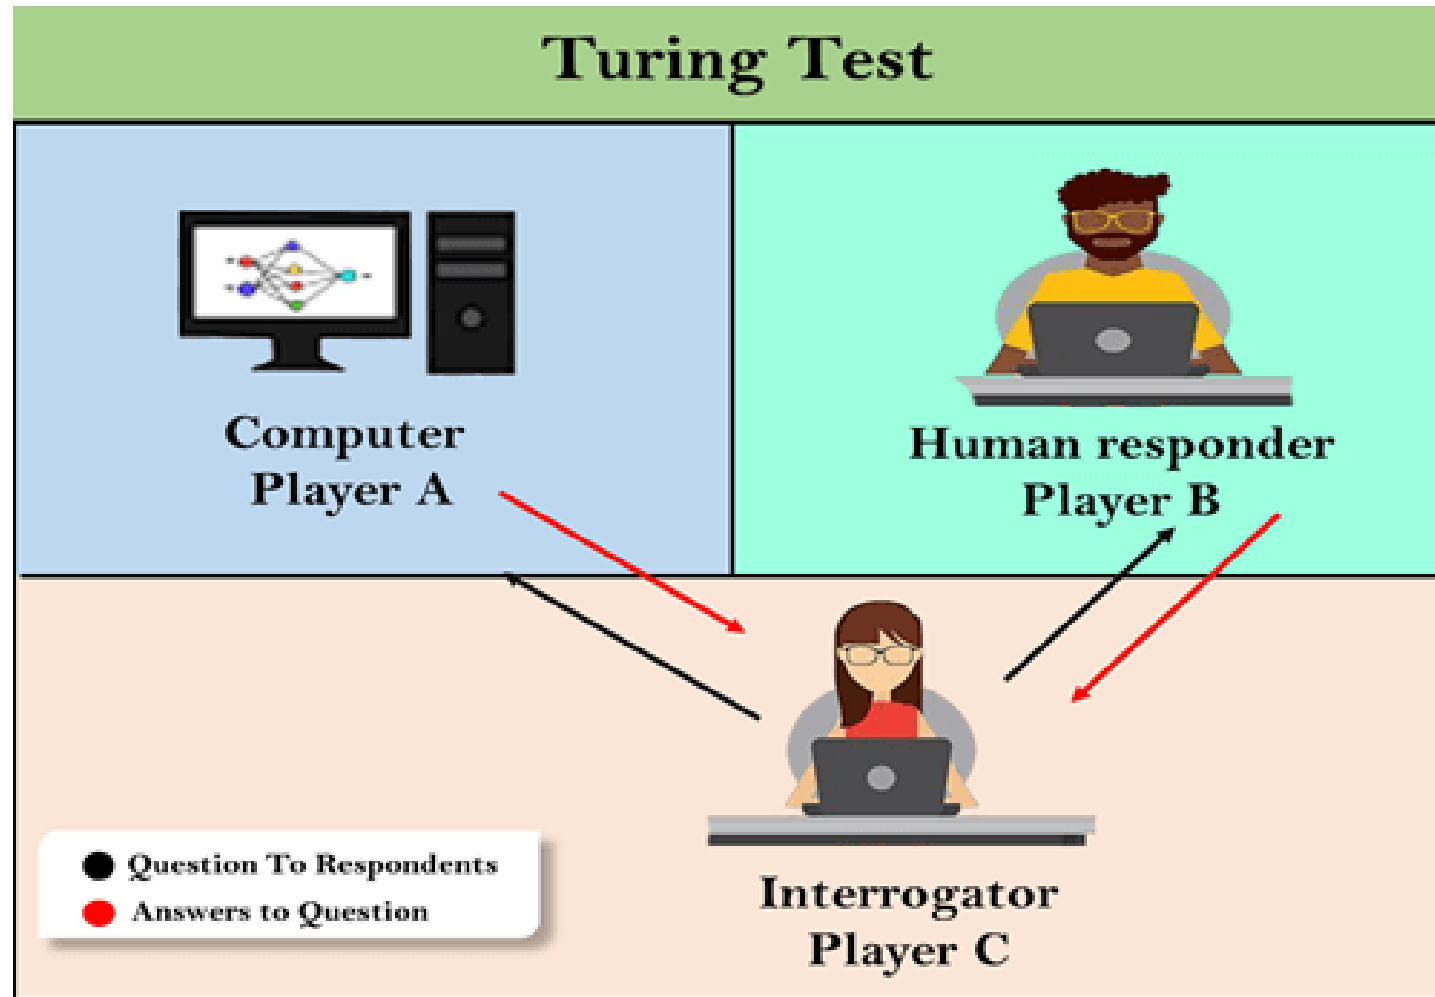 Turing Test
Computer
Player A
Human responder
Player B
Question To Respondents
Answers to Question
Interrogator
Player C